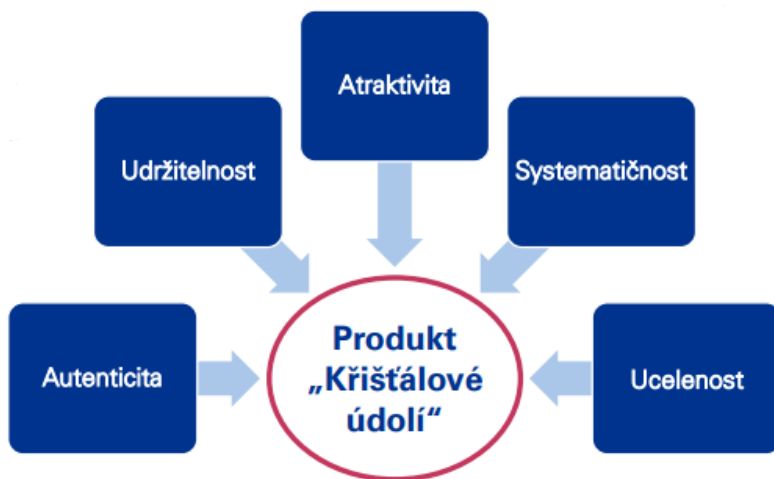 Atraktivita
Udržitelnost
Systematičnost
Autenticita
Produkt
„Křišťálové
údolí“
Ucelenost